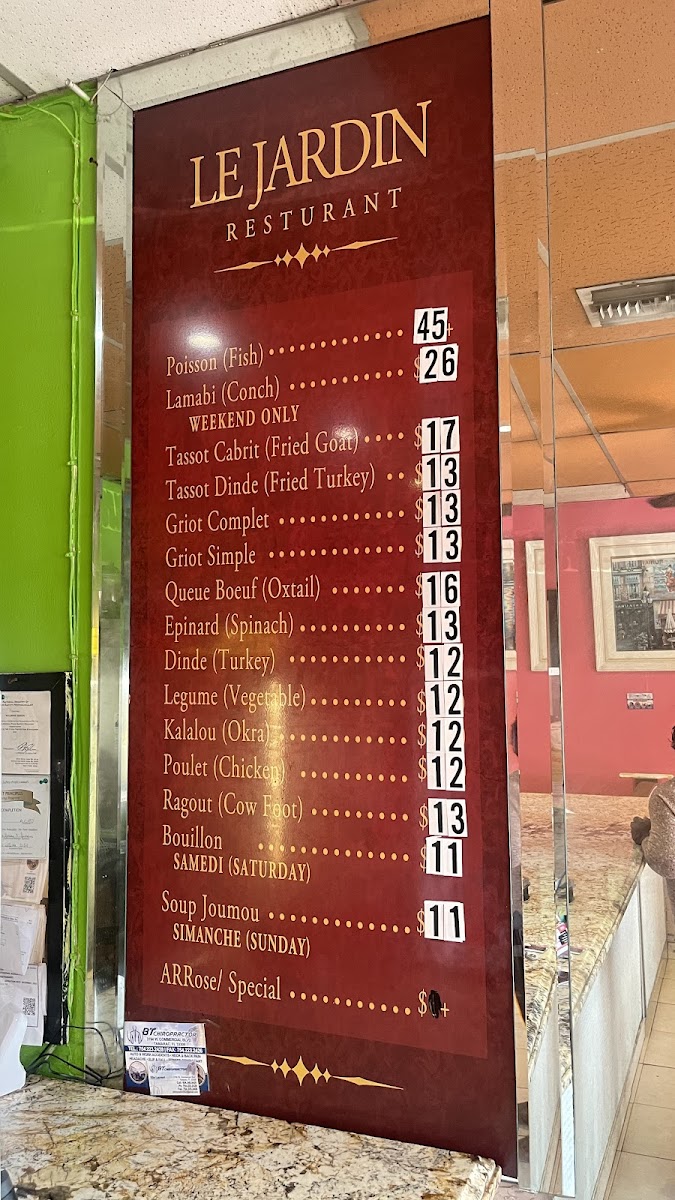 LE JARDIN
RESTURANT
Poisson (Fish) 45+
Lamabi (Conch) $26
WEEKEND ONLY
Tassot Cabrit (Fried Goat) $17
Tassot Dinde (Fried Turkey) $13
Griot Complet $13
Griot Simple $13
Queue Boeuf (Oxtail) $16
Epinard (Spinach) $13
Dinde (Turkey) $12
Legume (Vegetable) $12
Kalalou (Okra) $12
Poulet (Chicken) $12
Ragout (Cow Foot) $13
Bouillon $11
SAMEDI (SATURDAY)
Soup Joumou $11
SIMANCHE (SUNDAY)
ARRose/ Special $ +
BT CHIROPRACTOR